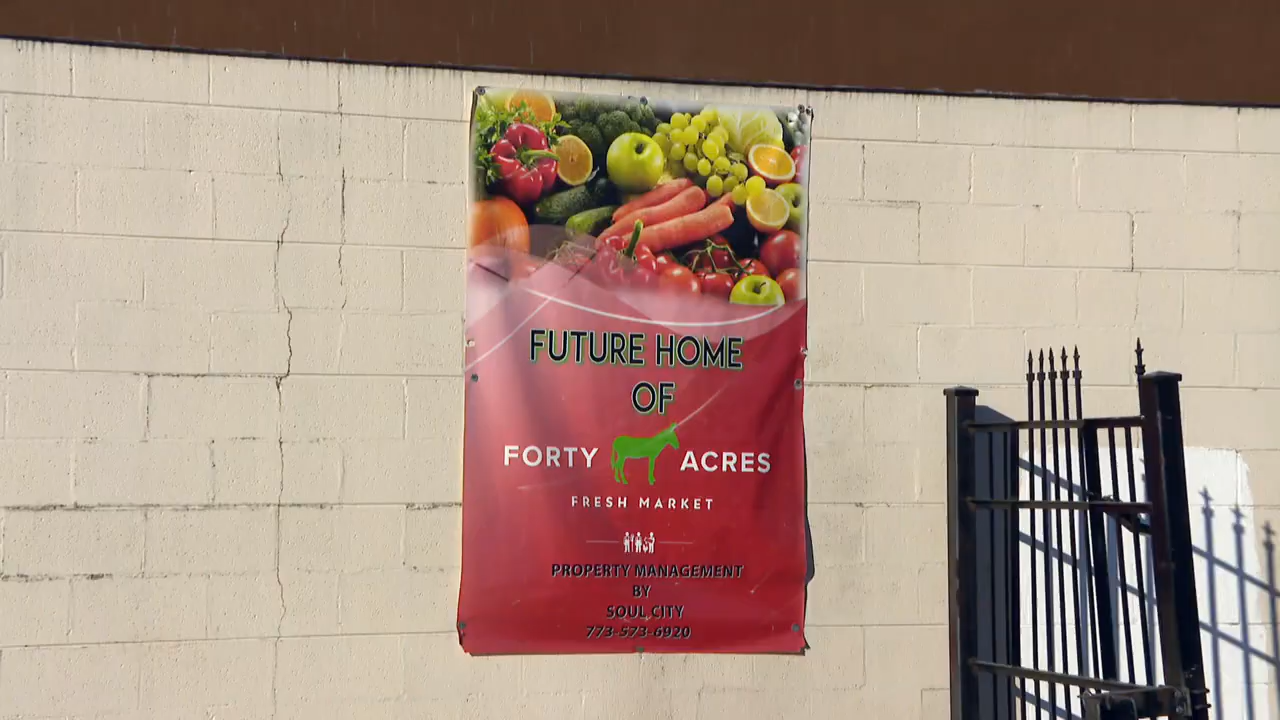 FUTURE HOME
OF
FORTY ACRES
FRESH MARKET
PROPERTY MANAGEMENT
BY
SOUL CITY
773-573-6920